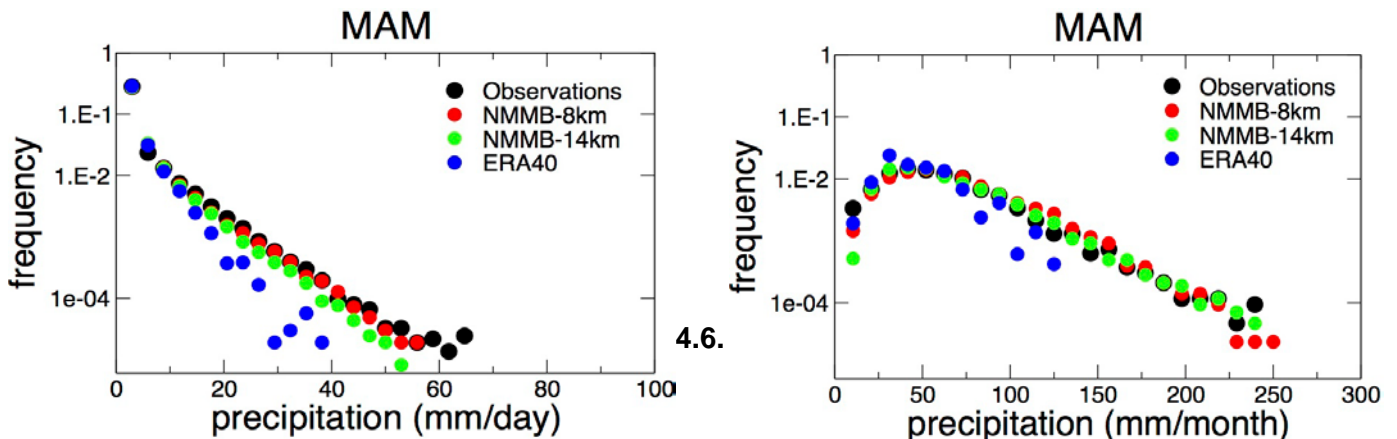 MAM
1
1.E-1
1.E-2
1e-04
frequency
Observations
NMMB-8km
NMMB-14km
ERA40
0 20 40 60 80 100
precipitation (mm/day)
4.6.
MAM
1
1.E-1
1.E-2
1e-04
frequency
Observations
NMMB-8km
NMMB-14km
ERA40
0 50 100 150 200 250 300
precipitation (mm/month)